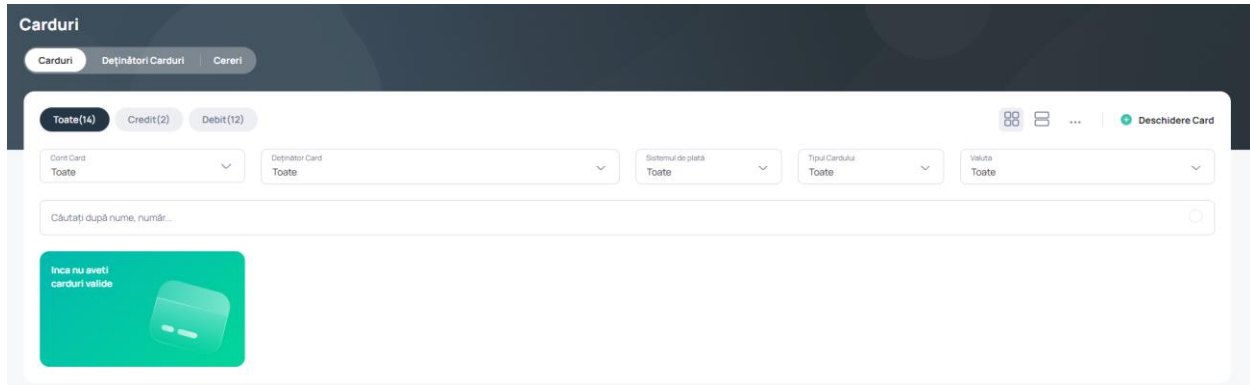 Carduri
Carduri Deținători Carduri Cereri
Toate(14) Credit(2) Debit(12) ... Deschidere Card
Cont Card Deținător Card Sistemul de plată Tipul Cardului Valuta
Toate Toate Toate Toate Toate
Căutați după nume, număr...
Inca nu aveti
carduri valide